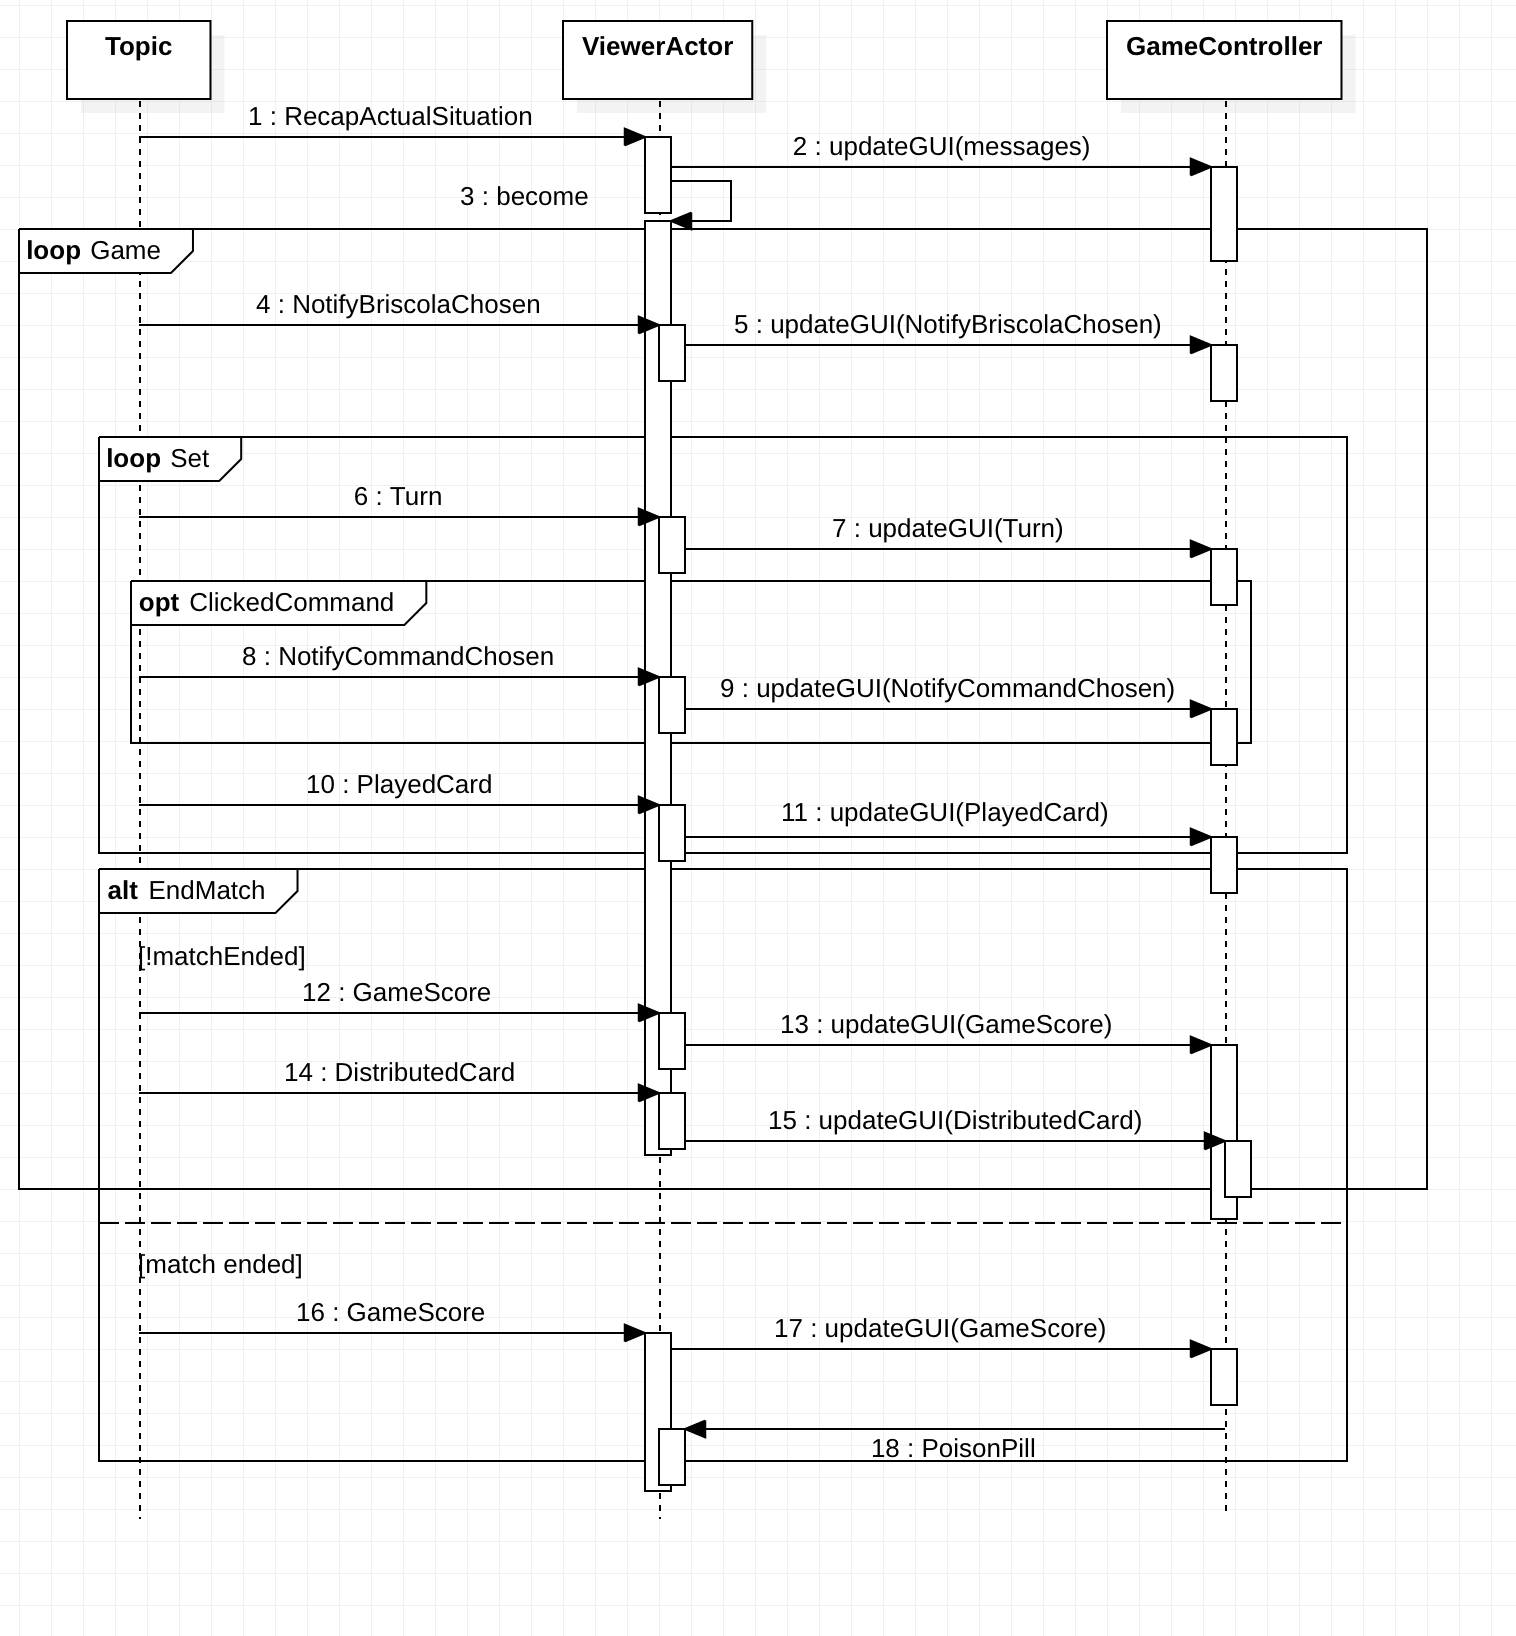 Topic
ViewerActor
GameController
1 : RecapActualSituation
2 : updateGUI(messages)
3 : become
loop Game
4 : NotifyBriscolaChosen
5 : updateGUI(NotifyBriscolaChosen)
loop Set
6 : Turn
7 : updateGUI(Turn)
opt ClickedCommand
8 : NotifyCommandChosen
9 : updateGUI(NotifyCommandChosen)
10 : PlayedCard
11 : updateGUI(PlayedCard)
alt EndMatch
[!matchEnded]
12 : GameScore
13 : updateGUI(GameScore)
14 : DistributedCard
15 : updateGUI(DistributedCard)
[match ended]
16 : GameScore
17 : updateGUI(GameScore)
18 : PoisonPill